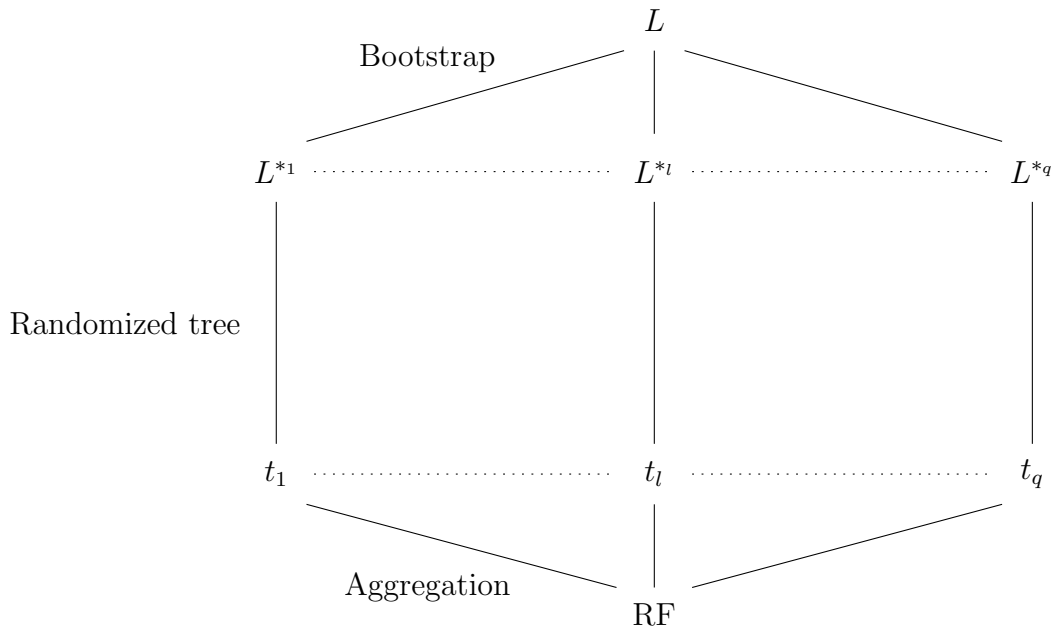 L
Bootstrap
L*1 L*l L*q
Randomized tree
t1 tl tq
Aggregation
RF